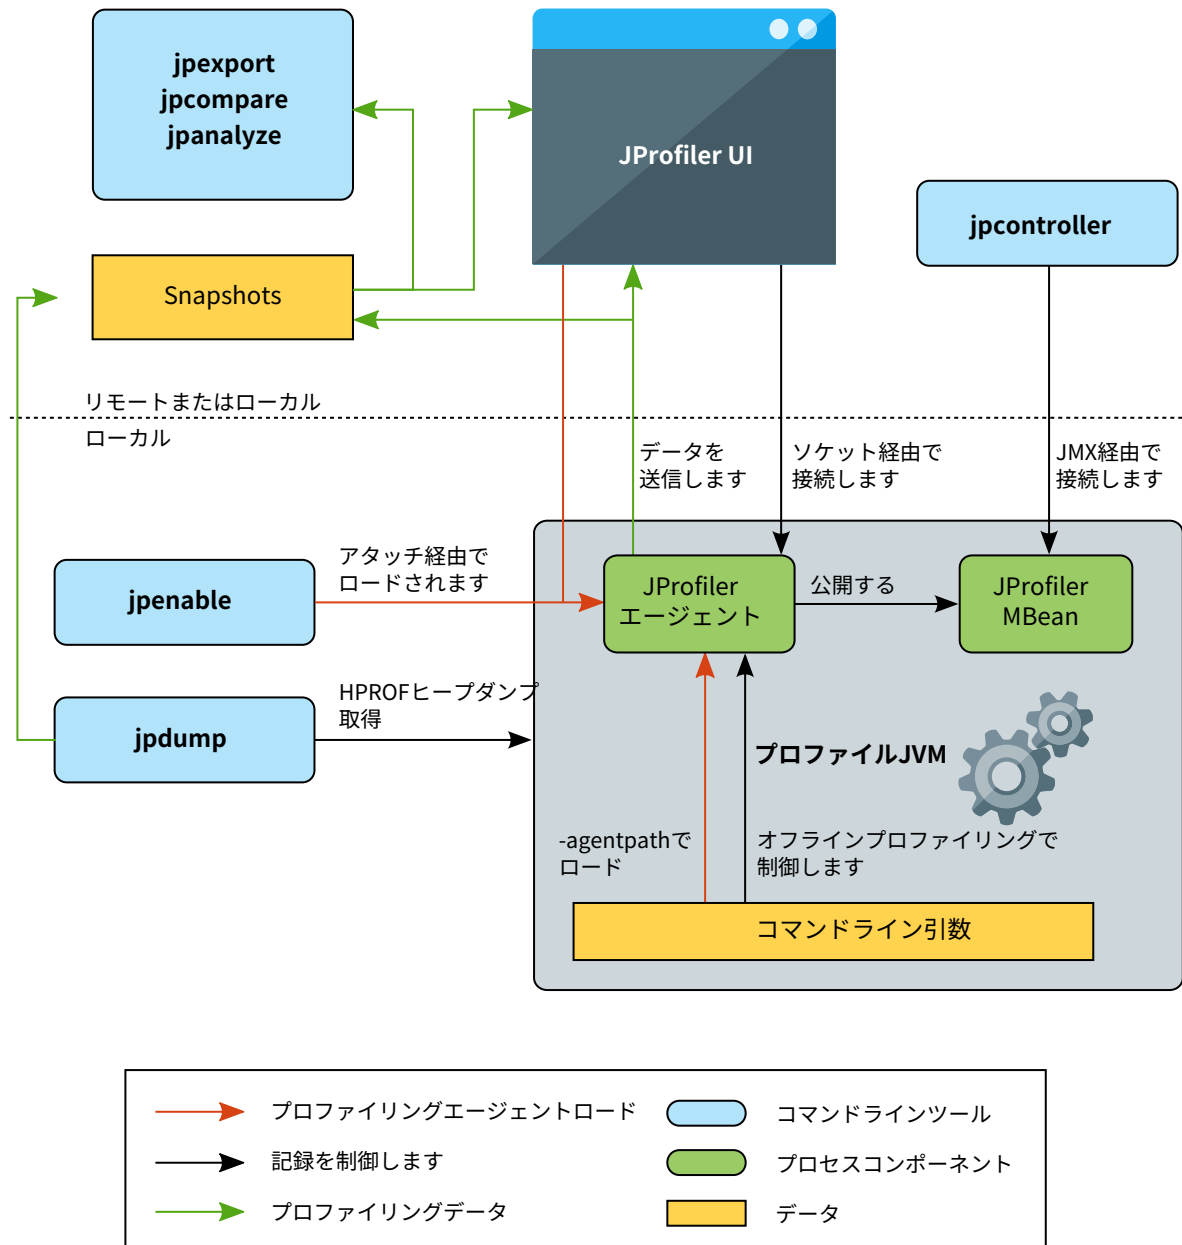 jpexport
jpcompare
jpanalyze
JProfiler UI
jpcontroller
Snapshots
リモートまたはローカル
ローカル
データを
送信します
ソケット経由で
接続します
JMX経由で
接続します
アタッチ経由で
ロードされます
jpenable
JProfiler
エージェント
公開する
JProfiler
MBean
HPROFヒープダンプ
取得
jpdump
プロファイルJVM
-agentpathで
ロード
オフラインプロファイリングで
制御します
コマンドライン引数
プロファイリングエージェントロード
コマンドラインツール
記録を制御します
プロセスコンポーネント
プロファイリングデータ
データ